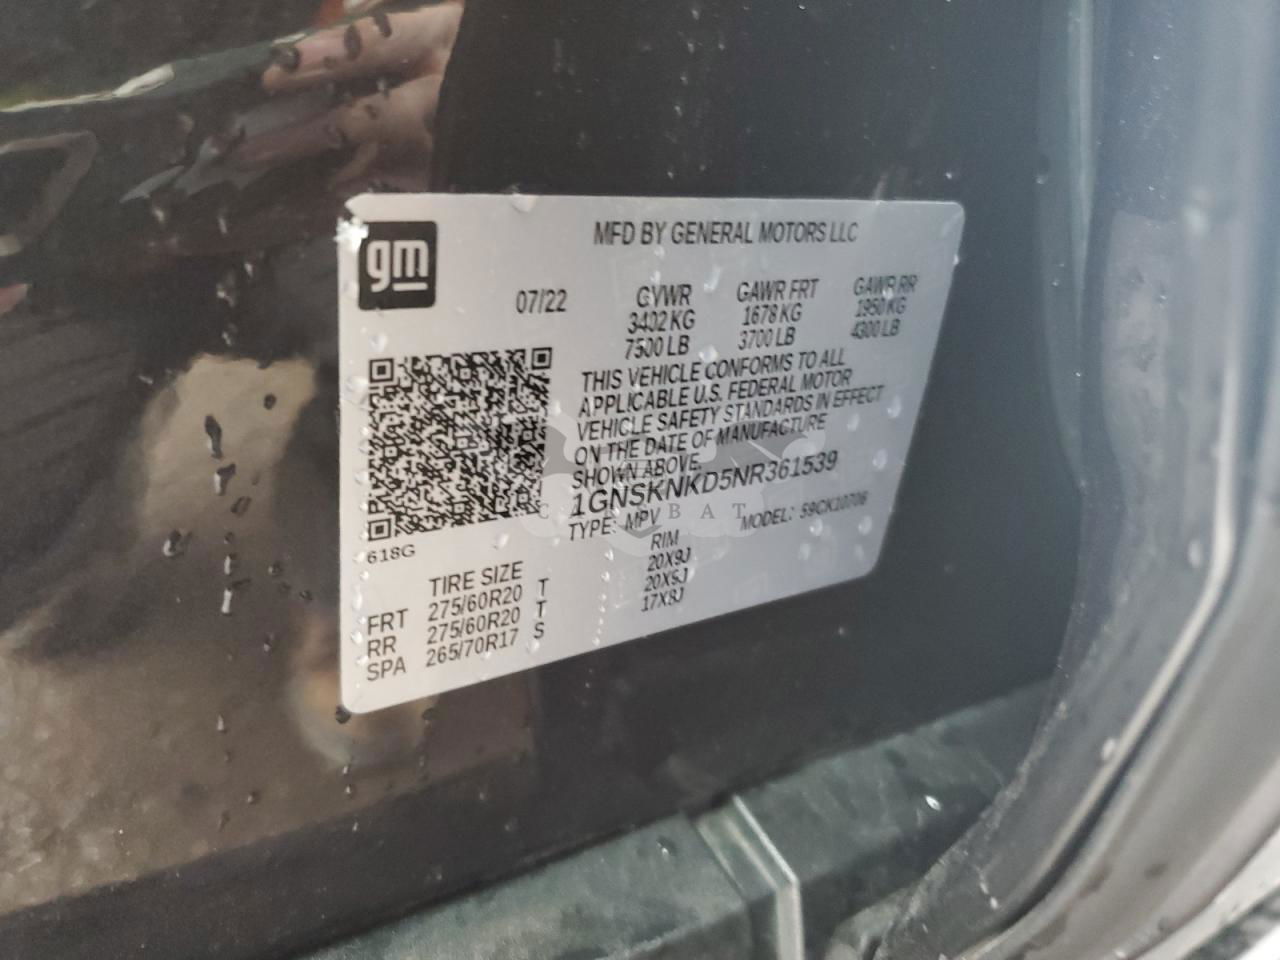 gm
MFD BY GENERAL MOTORS LLC
07/22
GVWR GAWR FRT GAWR RR
3402 KG 1678 KG 1950 KG
7500 LB 3700 LB 4300 LB
THIS VEHICLE CONFORMS TO ALL
APPLICABLE U.S. FEDERAL MOTOR
VEHICLE SAFETY STANDARDS IN EFFECT
ON THE DATE OF MANUFACTURE
SHOWN ABOVE.
1GNSKNKD5NR361539
TYPE: MPV MODEL: 59CK10706
618G
TIRE SIZE RIM
FRT 275/60R20 T 20X9J
RR 275/60R20 T 20X9J
SPA 265/70R17 S 17X8J
CARBAT